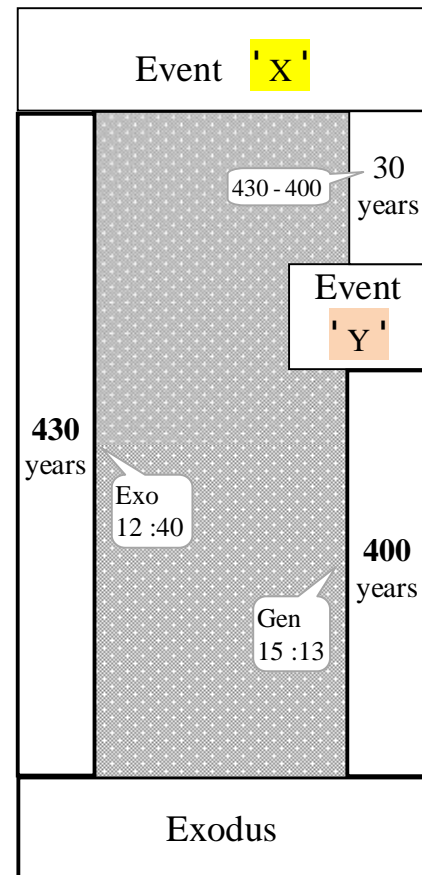 Event ' X '
430 - 400
30
years
Event
' Y '
430
years
Exo
12 :40
400
years
Gen
15 :13
Exodus